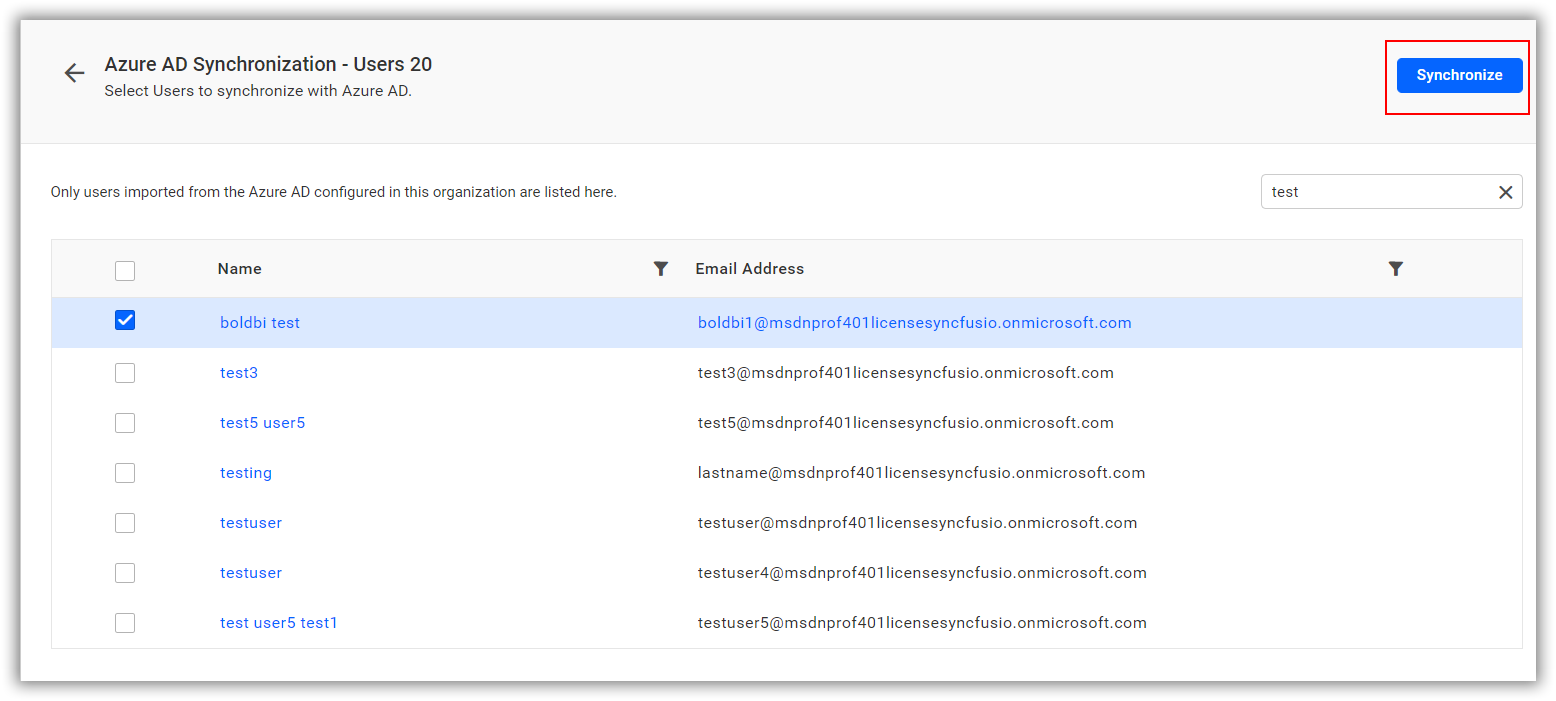 Azure AD Synchronization - Users 20
Select Users to synchronize with Azure AD.
Synchronize
Only users imported from the Azure AD configured in this organization are listed here.
test
Name Email Address
boldbi test boldbi1@msdnprof401licensesyncfusio.onmicrosoft.com
test3 test3@msdnprof401licensesyncfusio.onmicrosoft.com
test5 user5 test5@msdnprof401licensesyncfusio.onmicrosoft.com
testing lastname@msdnprof401licensesyncfusio.onmicrosoft.com
testuser testuser@msdnprof401licensesyncfusio.onmicrosoft.com
testuser testuser4@msdnprof401licensesyncfusio.onmicrosoft.com
test user5 test1 testuser5@msdnprof401licensesyncfusio.onmicrosoft.com